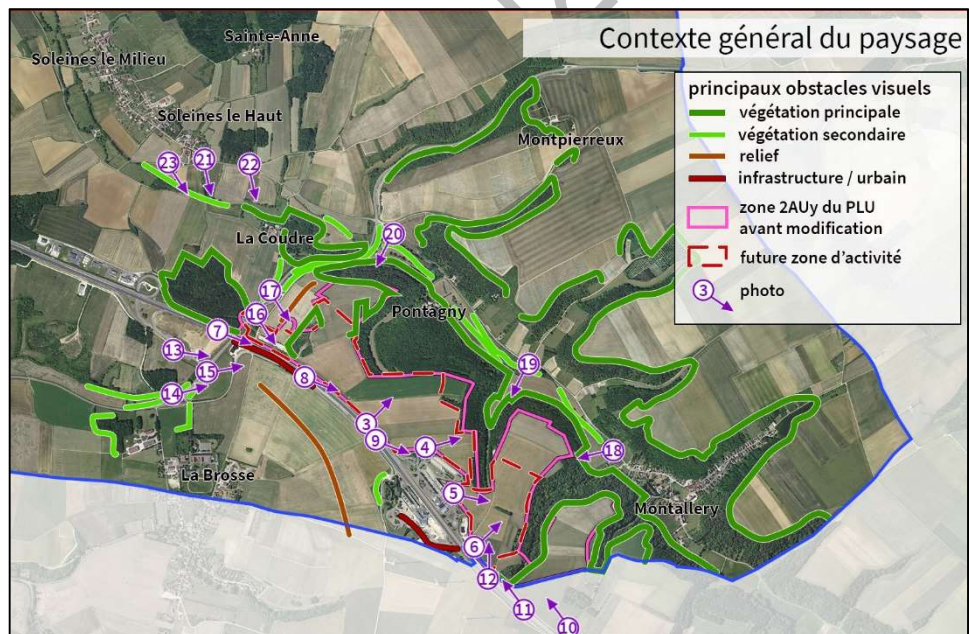 Contexte général du paysage
principaux obstacles visuels
végétation principale
végétation secondaire
relief
infrastructure / urbain
zone 2AUy du PLU
avant modification
future zone d'activité
3
photo
Sainte-Anne
Soleines le Milieu
Soleines le Haut
Montpierreux
23
21
22
La Coudre
20
17
Pontagny
16
7
13
15
8
19
14
3
9
4
18
La Brosse
5
Montallery
6
12
11
10